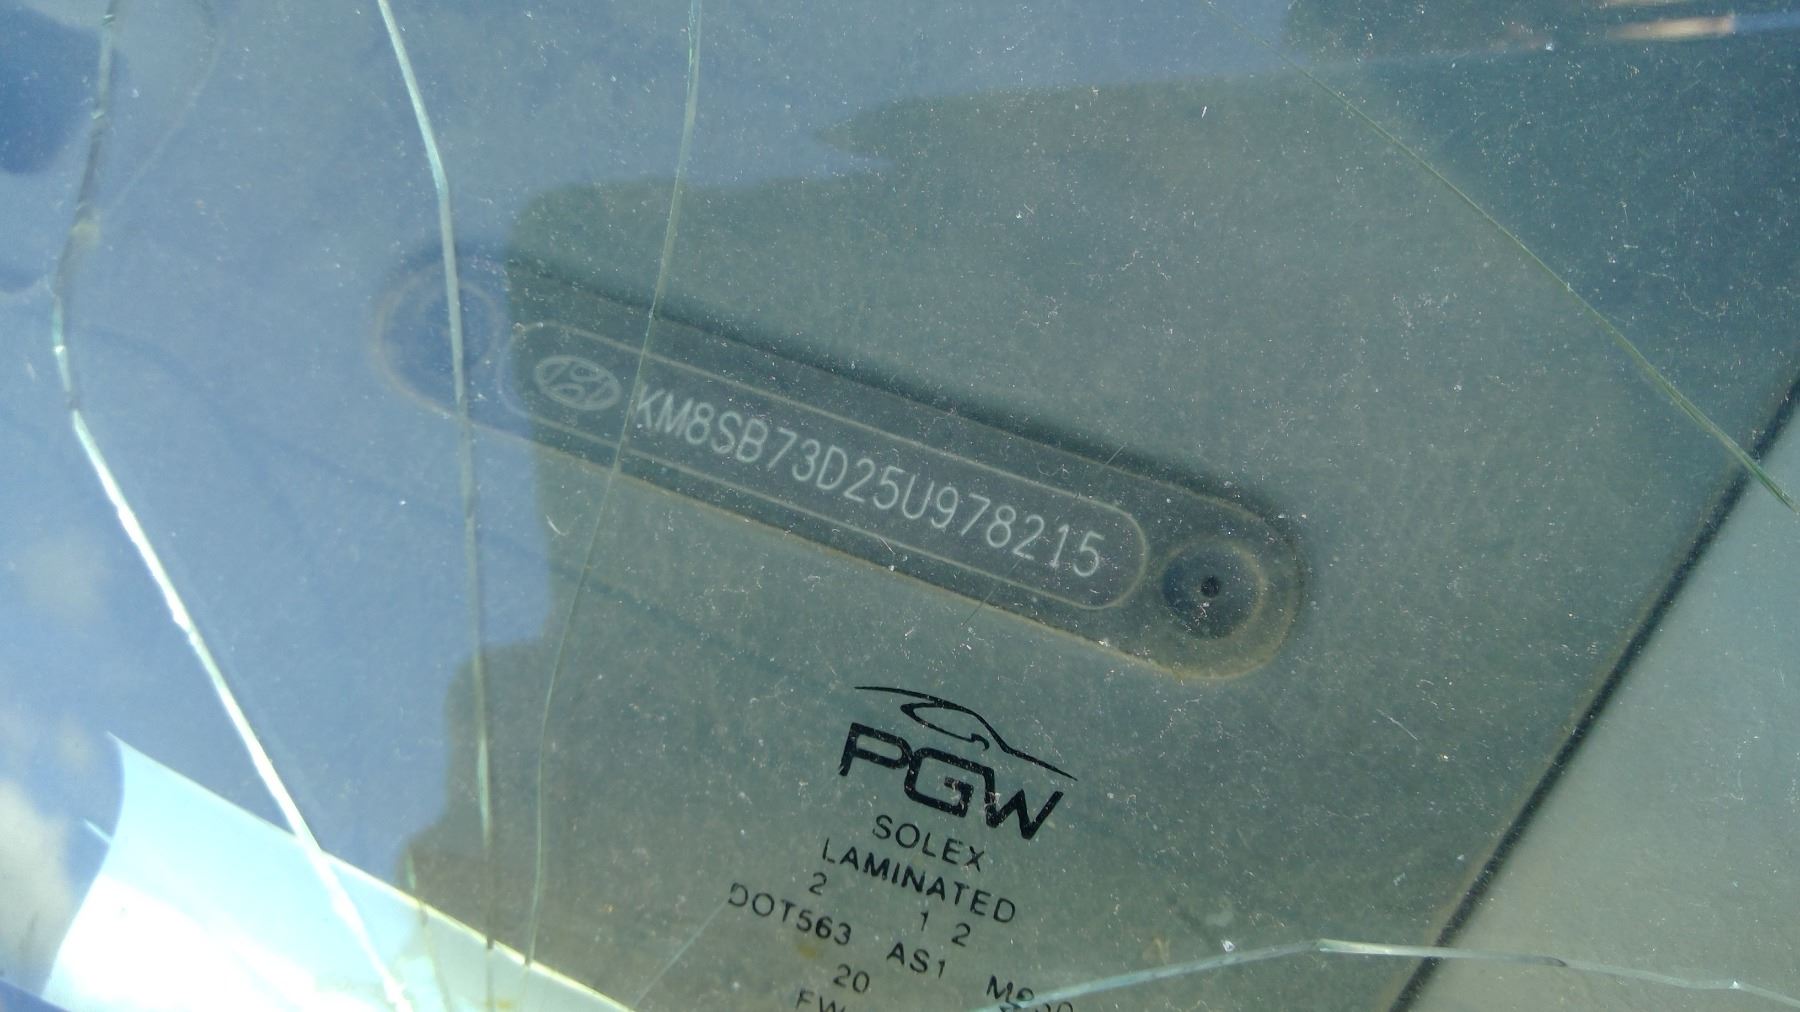 KM8SB73D25U978215
PGW
SOLEX
LAMINATED
2 1 2
DOT563 AS1
20